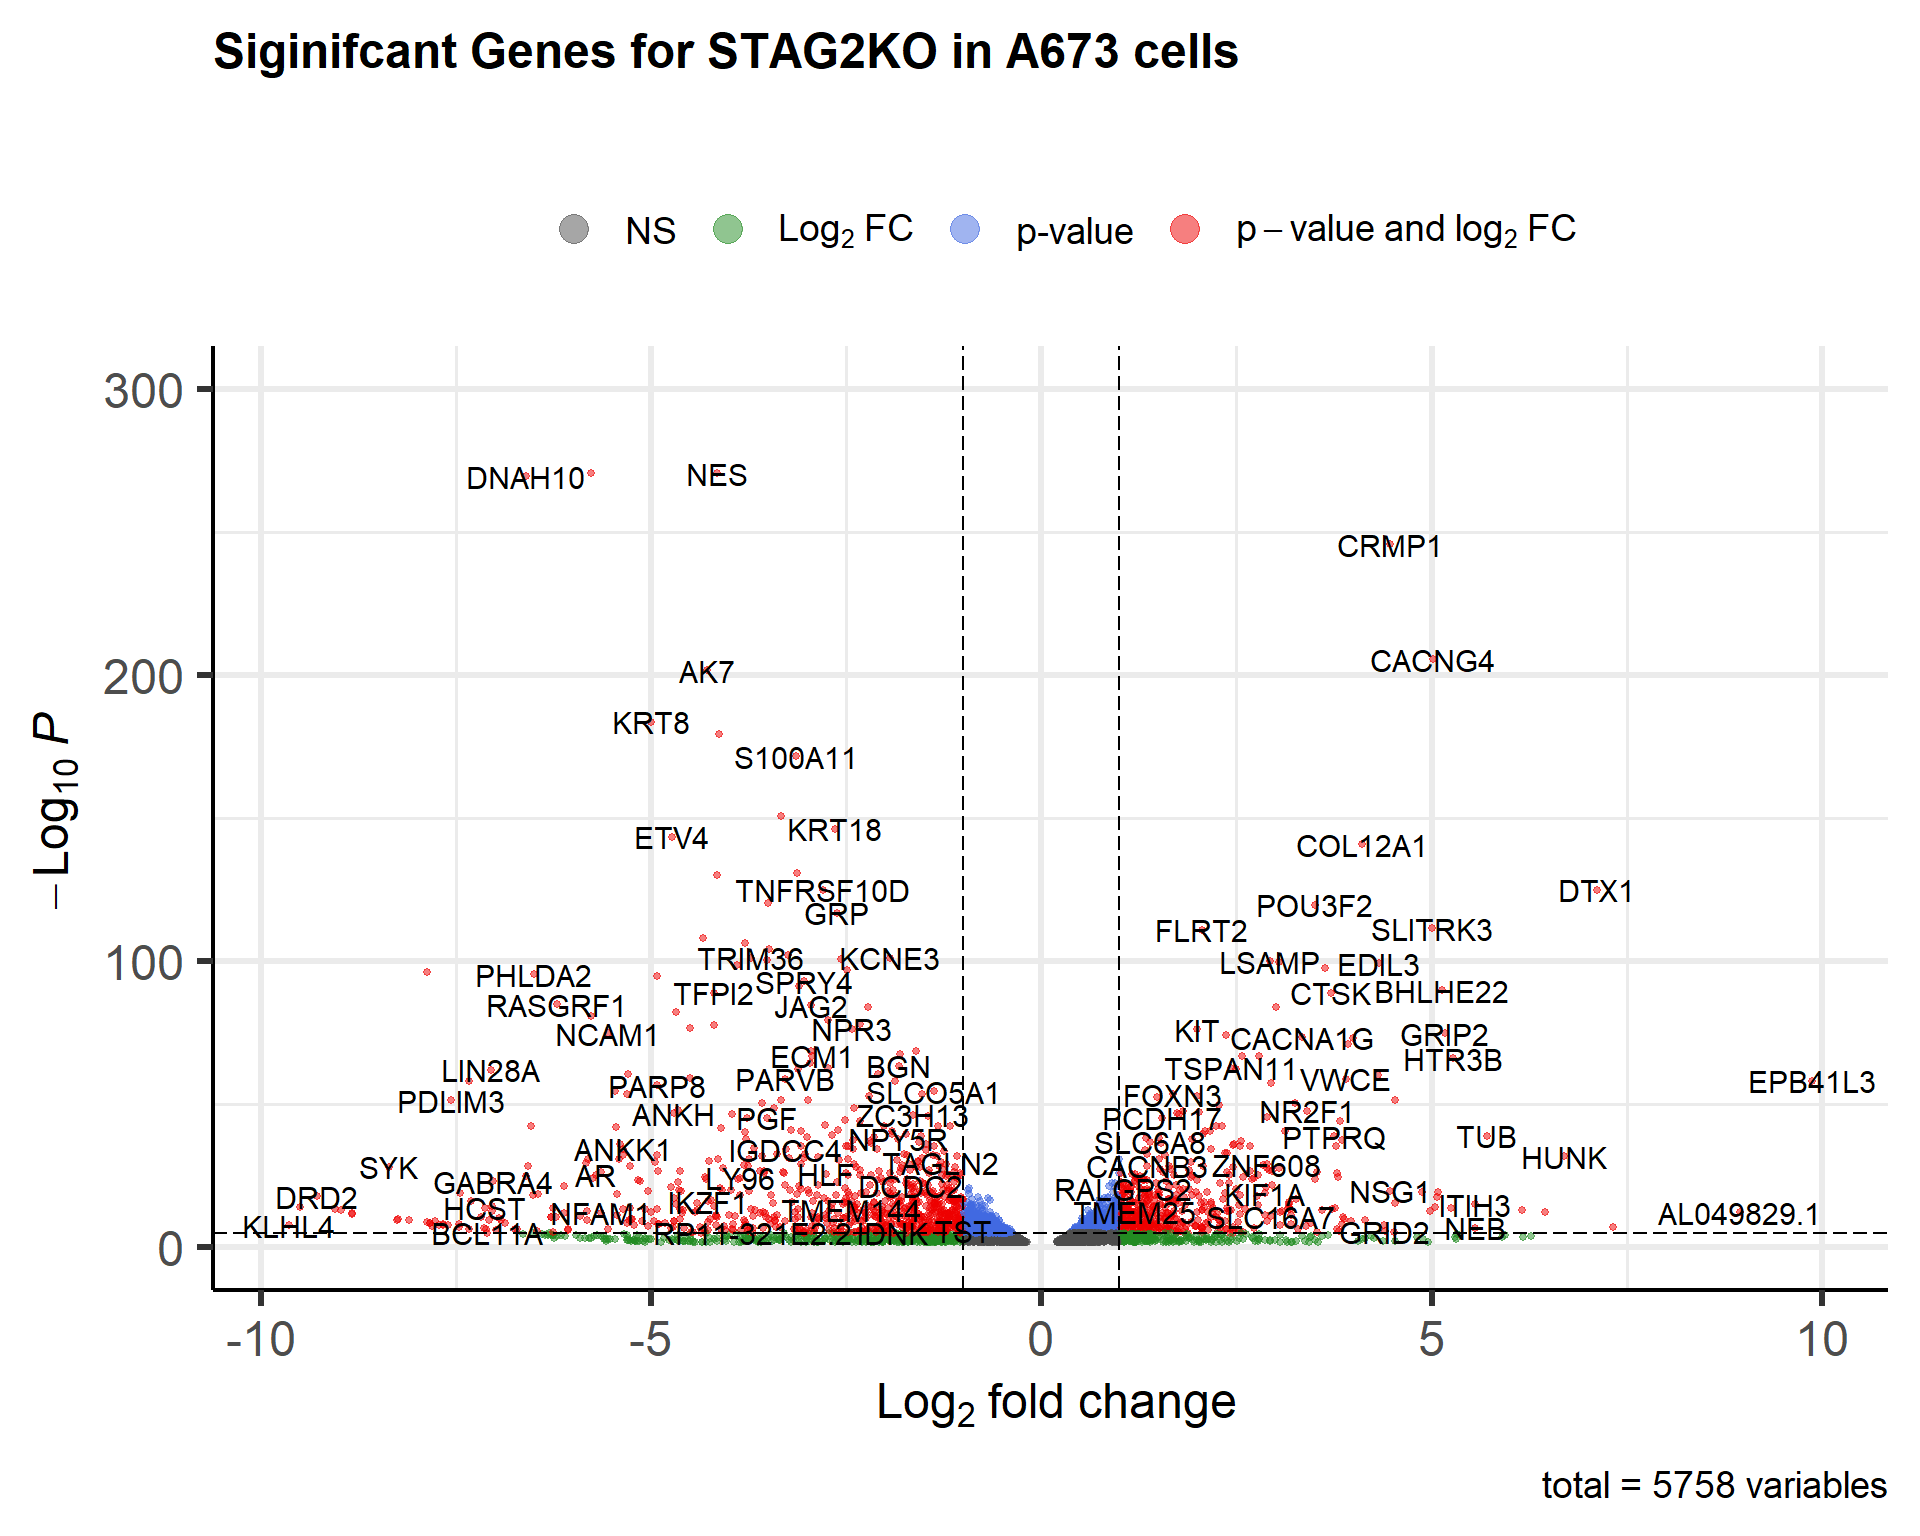 Siginifcant Genes for STAG2KO in A673 cells
NS Log2 FC p-value p – value and log2 FC
–Log10 P
300
200
100
0
DNAH10 NES
CRMP1
CACNG4
AK7
KRT8
S100A11
KRT18
ETV4
COL12A1
TNFRSF10D DTX1
GRP POU3F2
FLRT2 SLITRK3
TRIM36 KCNE3 LSAMP EDIL3
PHLDA2 SPRY4
TFPI2 CTSK BHLHE22
RASGRF1 JAG2
NCAM1 NPR3 KIT CACNA1G GRIP2
EOM1 HTR3B
LIN28A BGN TSPAN11
PARP8 PARVB VWCE EPB41L3
PDLIM3 SLCO5A1 FOXN3
ANKH PGF ZC3H13 PCDH17 NR2F1
NPY5R SLC6A8 PTPRQ TUB
ANKK1 IGDCC4 HUNK
SYK TAGLN2 CACNB3 ZNF608
AR LY96 HLF
GABRA4 DCDC2 RAL GPS2 KIF1A NSG1
DRD2 HCST IKZF1 ITIH3
NFAM1 TMEM144 TMEM25 SLC16A7 AL049829.1
KLHL4 BCL11A RP11-321E2.2 IDNK TST GRID2 NEB
-10 -5 0 5 10
Log2 fold change
total = 5758 variables